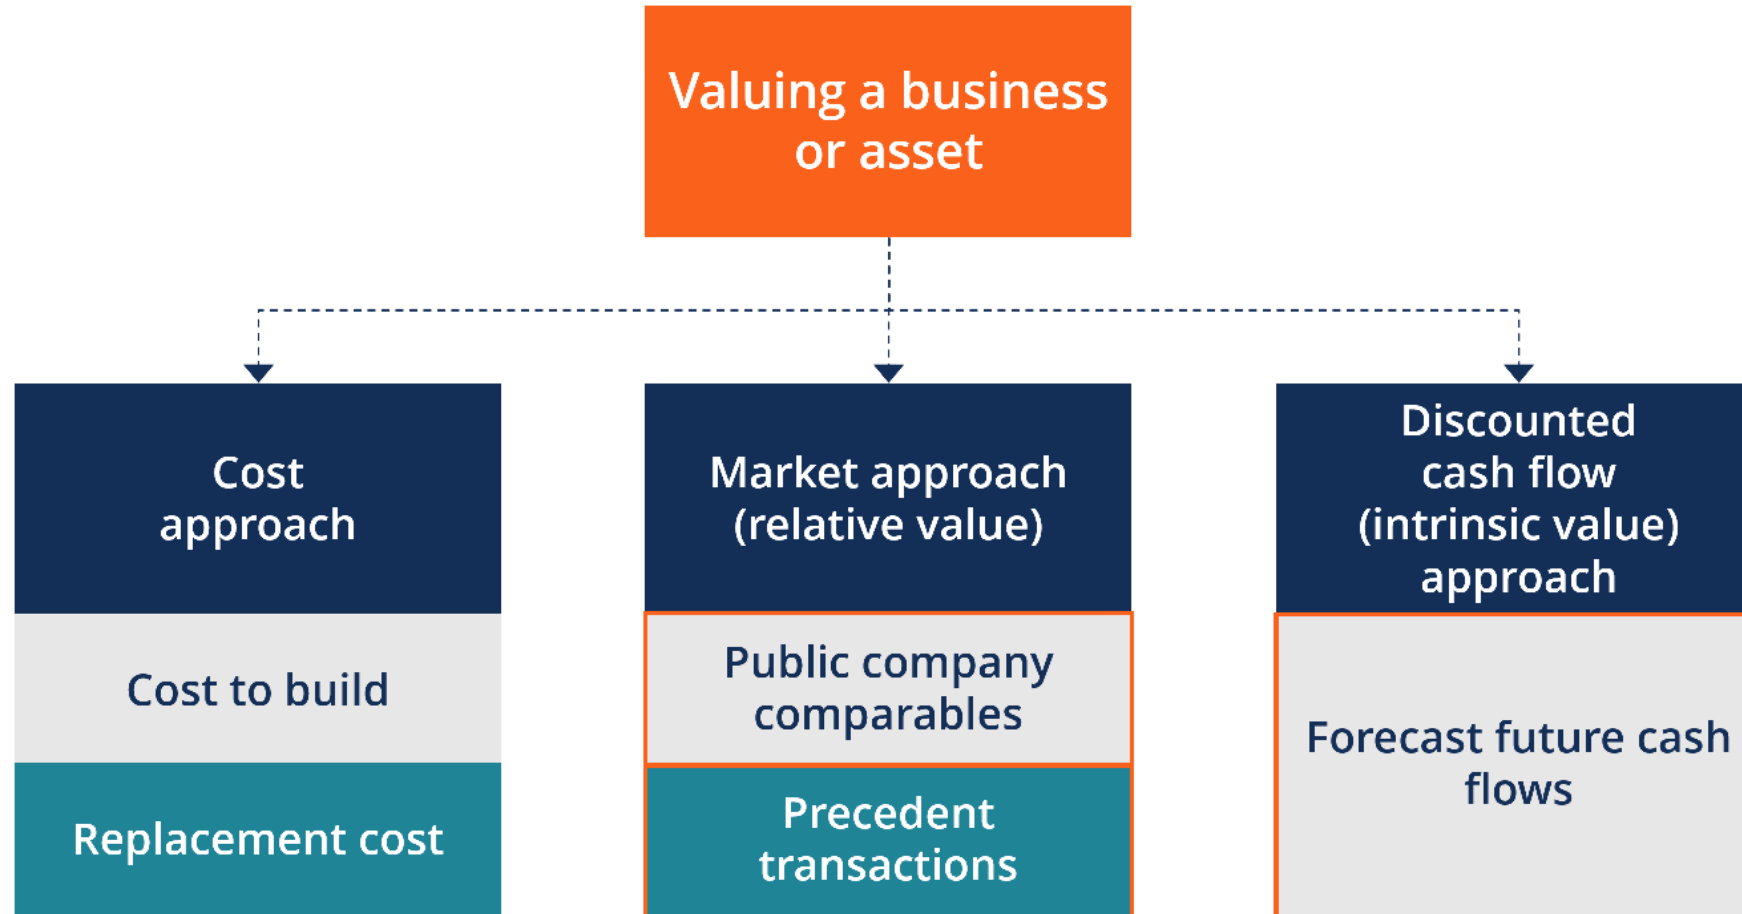 Valuing a business
or asset
Cost
approach
Market approach
(relative value)
Discounted
cash flow
(intrinsic value)
approach
Cost to build
Public company
comparables
Forecast future cash
flows
Replacement cost
Precedent
transactions